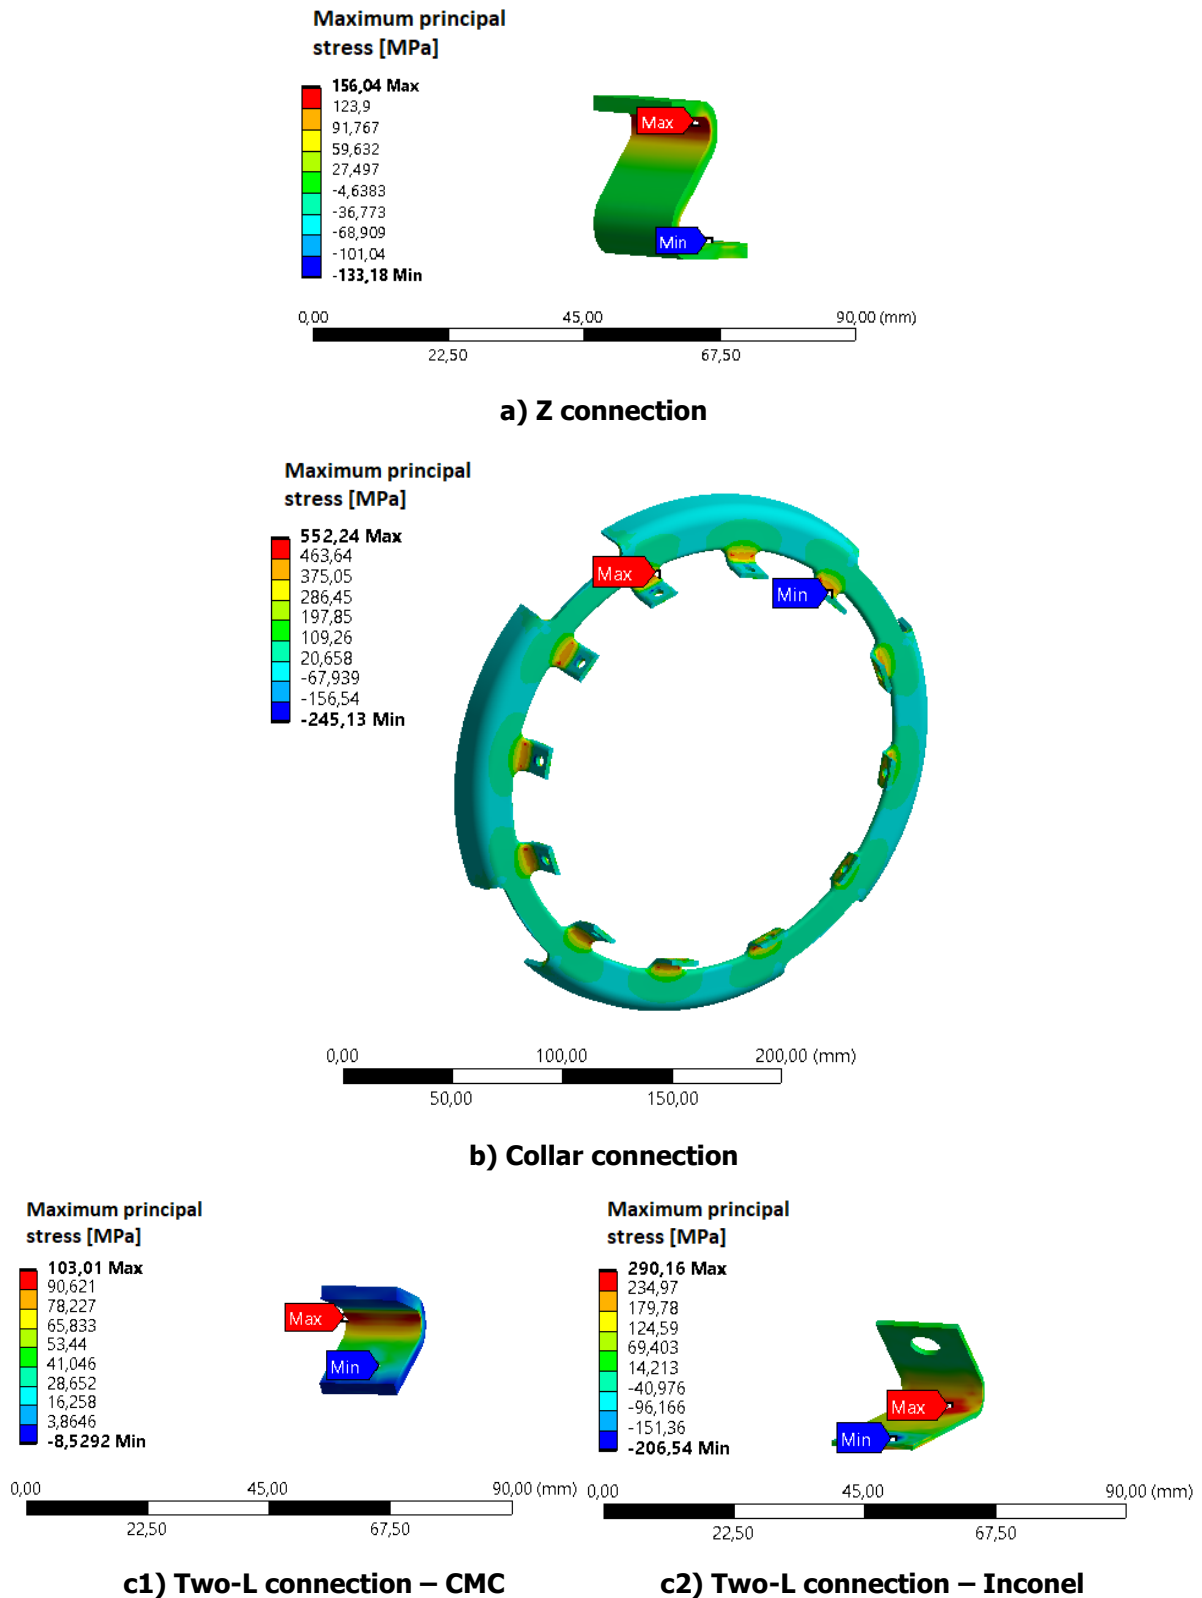 Maximum principal
stress [MPa]
156,04 Max
123,9
91,767
59,632
27,497
-4,6383
-36,773
-68,909
-101,04
-133,18 Min
Max
Min
0,00 45,00 90,00 (mm)
22,50 67,50
a) Z connection
Maximum principal
stress [MPa]
552,24 Max
463,64
375,05
286,45
197,85
109,26
20,658
-67,939
-156,54
-245,13 Min
Max
Min
0,00 100,00 200,00 (mm)
50,00 150,00
b) Collar connection
Maximum principal
stress [MPa]
103,01 Max
90,621
78,227
65,833
53,44
41,046
28,652
16,258
3,8646
-8,5292 Min
Max
Min
0,00 45,00 90,00 (mm)
22,50 67,50
c1) Two-L connection – CMC
Maximum principal
stress [MPa]
290,16 Max
234,97
179,78
124,59
69,403
14,213
-40,976
-96,166
-151,36
-206,54 Min
Max
Min
0,00 45,00 90,00 (mm)
22,50 67,50
c2) Two-L connection – Inconel